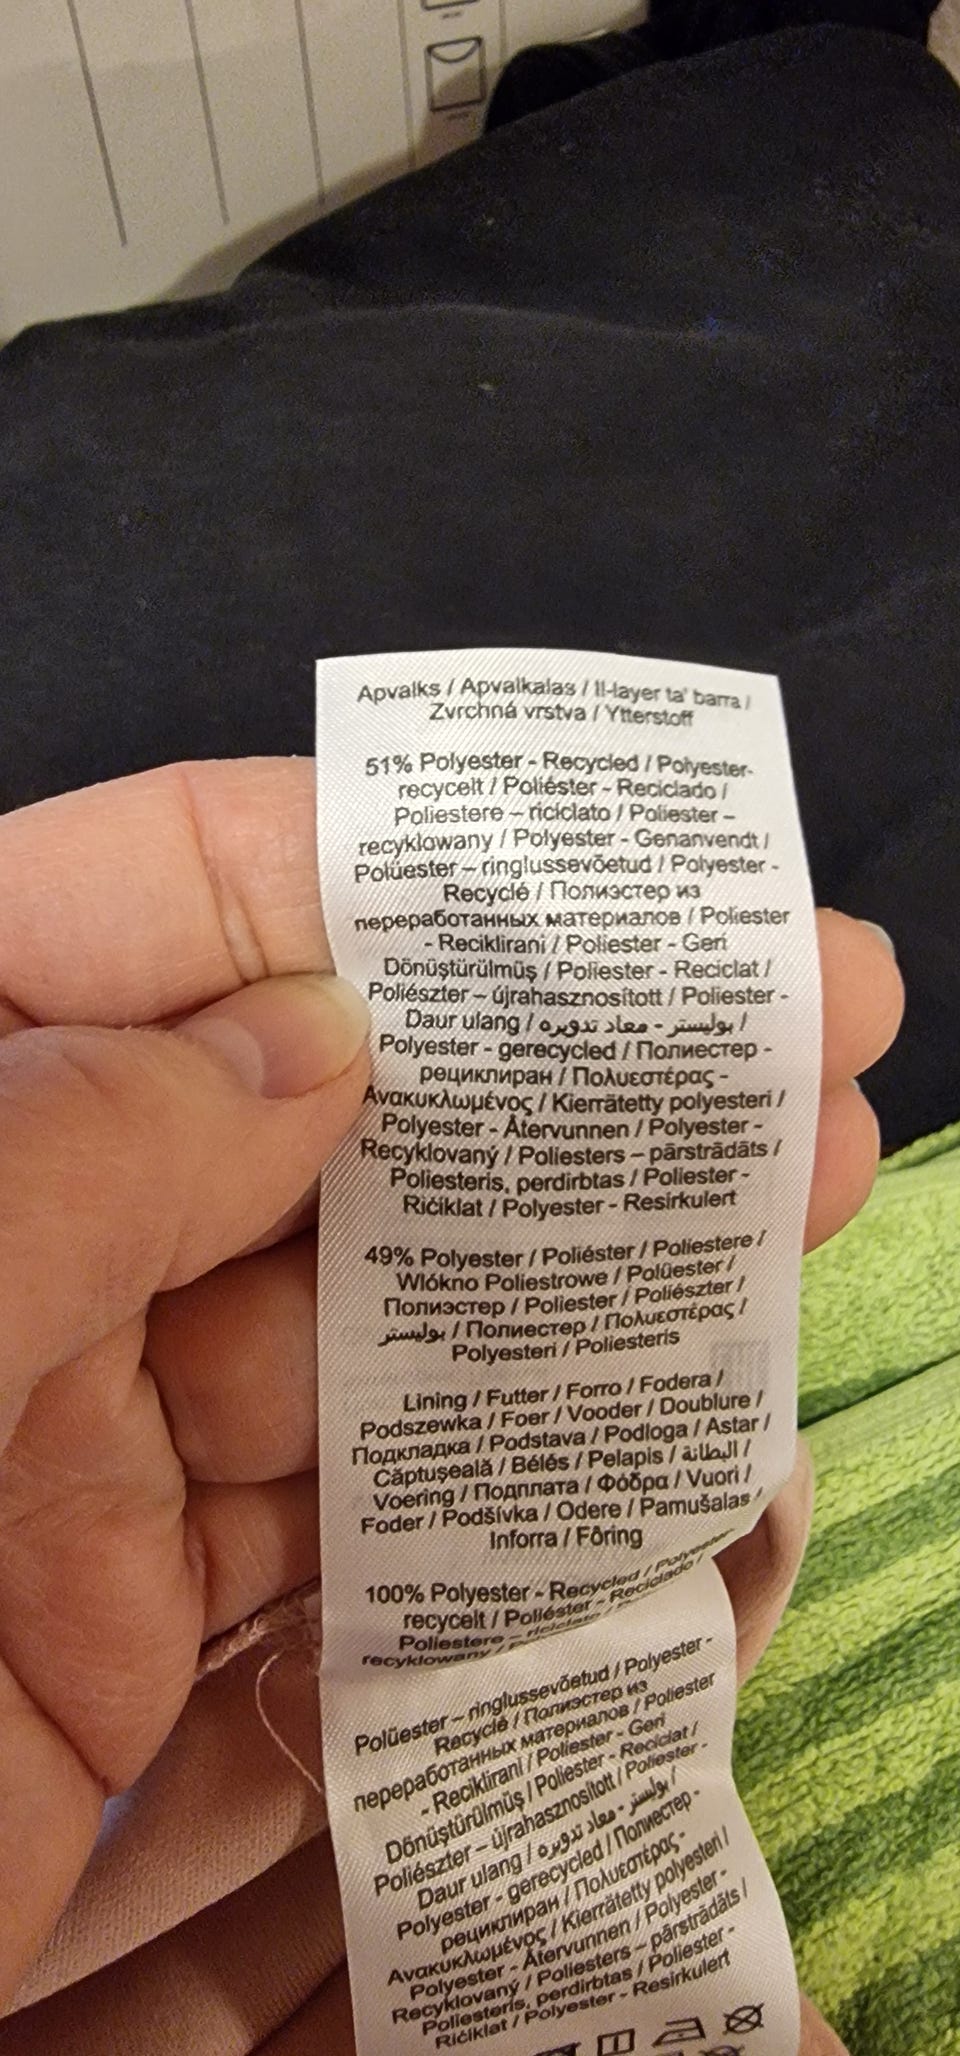 Apvalks / Apvalkalas / Il-layer ta' barra /
Zvrchná vrstva / Ytterstoff
51% Polyester - Recycled / Polyester-
recycelt / Poliéster - Reciclado /
Poliestere – riciclato / Poliester –
recyklowany / Polyester - Genanvendt /
Polüester – ringlussevõetud / Polyester -
Recyclé / Полиэстер из
переработанных материалов / Poliester
- Reciklirani / Poliester - Geri
Dönüştürülmüş / Poliester - Reciclat /
Poliészter – újrahasznosított / Poliester -
Daur ulang / بوليستر - معاد تدويره /
Polyester - gerecycled / Полиестер -
рециклиран / Πολυεστέρας -
Ανακυκλωμένος / Kierrätetty polyesteri /
Polyester - Återvunnen / Polyester -
Recyklovaný / Poliesters – pārstrādāts /
Poliesteris, perdirbtas / Poliester -
Riċiklat / Polyester - Resirkulert
49% Polyester / Poliéster / Poliestere /
Wlókno Poliestrowe / Polüester /
Полиэстер / Poliester / Poliészter /
بوليستر / Полиестер / Πολυεστέρας /
Polyesteri / Poliesteris
Lining / Futter / Forro / Fodera /
Podszewka / Foer / Vooder / Doublure /
Подкладка / Podstava / Podloga / Astar /
Căptuşeală / Bélés / Pelapis / البطانة /
Voering / Подплата / Φόδρα / Vuori /
Foder / Podšívka / Odere / Pamušalas /
Inforra / Fôring
100% Polyester - Recycled / Polyester-
recycelt / Poliéster - Reciclado /
Poliestere – riciclato /
recyklowany /
Polüester – ringlussevõetud / Polyester -
Recyclé / Полиэстер из
переработанных материалов / Poliester
- Reciklirani / Poliester - Geri
Dönüştürülmüş / Poliester - Reciclat /
Poliészter – újrahasznosított / Poliester -
Daur ulang / بوليستر - معاد تدويره /
Polyester - gerecycled / Полиестер -
рециклиран / Πολυεστέρας -
Ανακυκλωμένος / Kierrätetty polyesteri /
Polyester - Återvunnen / Polyester -
Recyklovaný / Poliesters – pārstrādāts /
Poliesteris, perdirbtas / Poliester -
Riċiklat / Polyester - Resirkulert